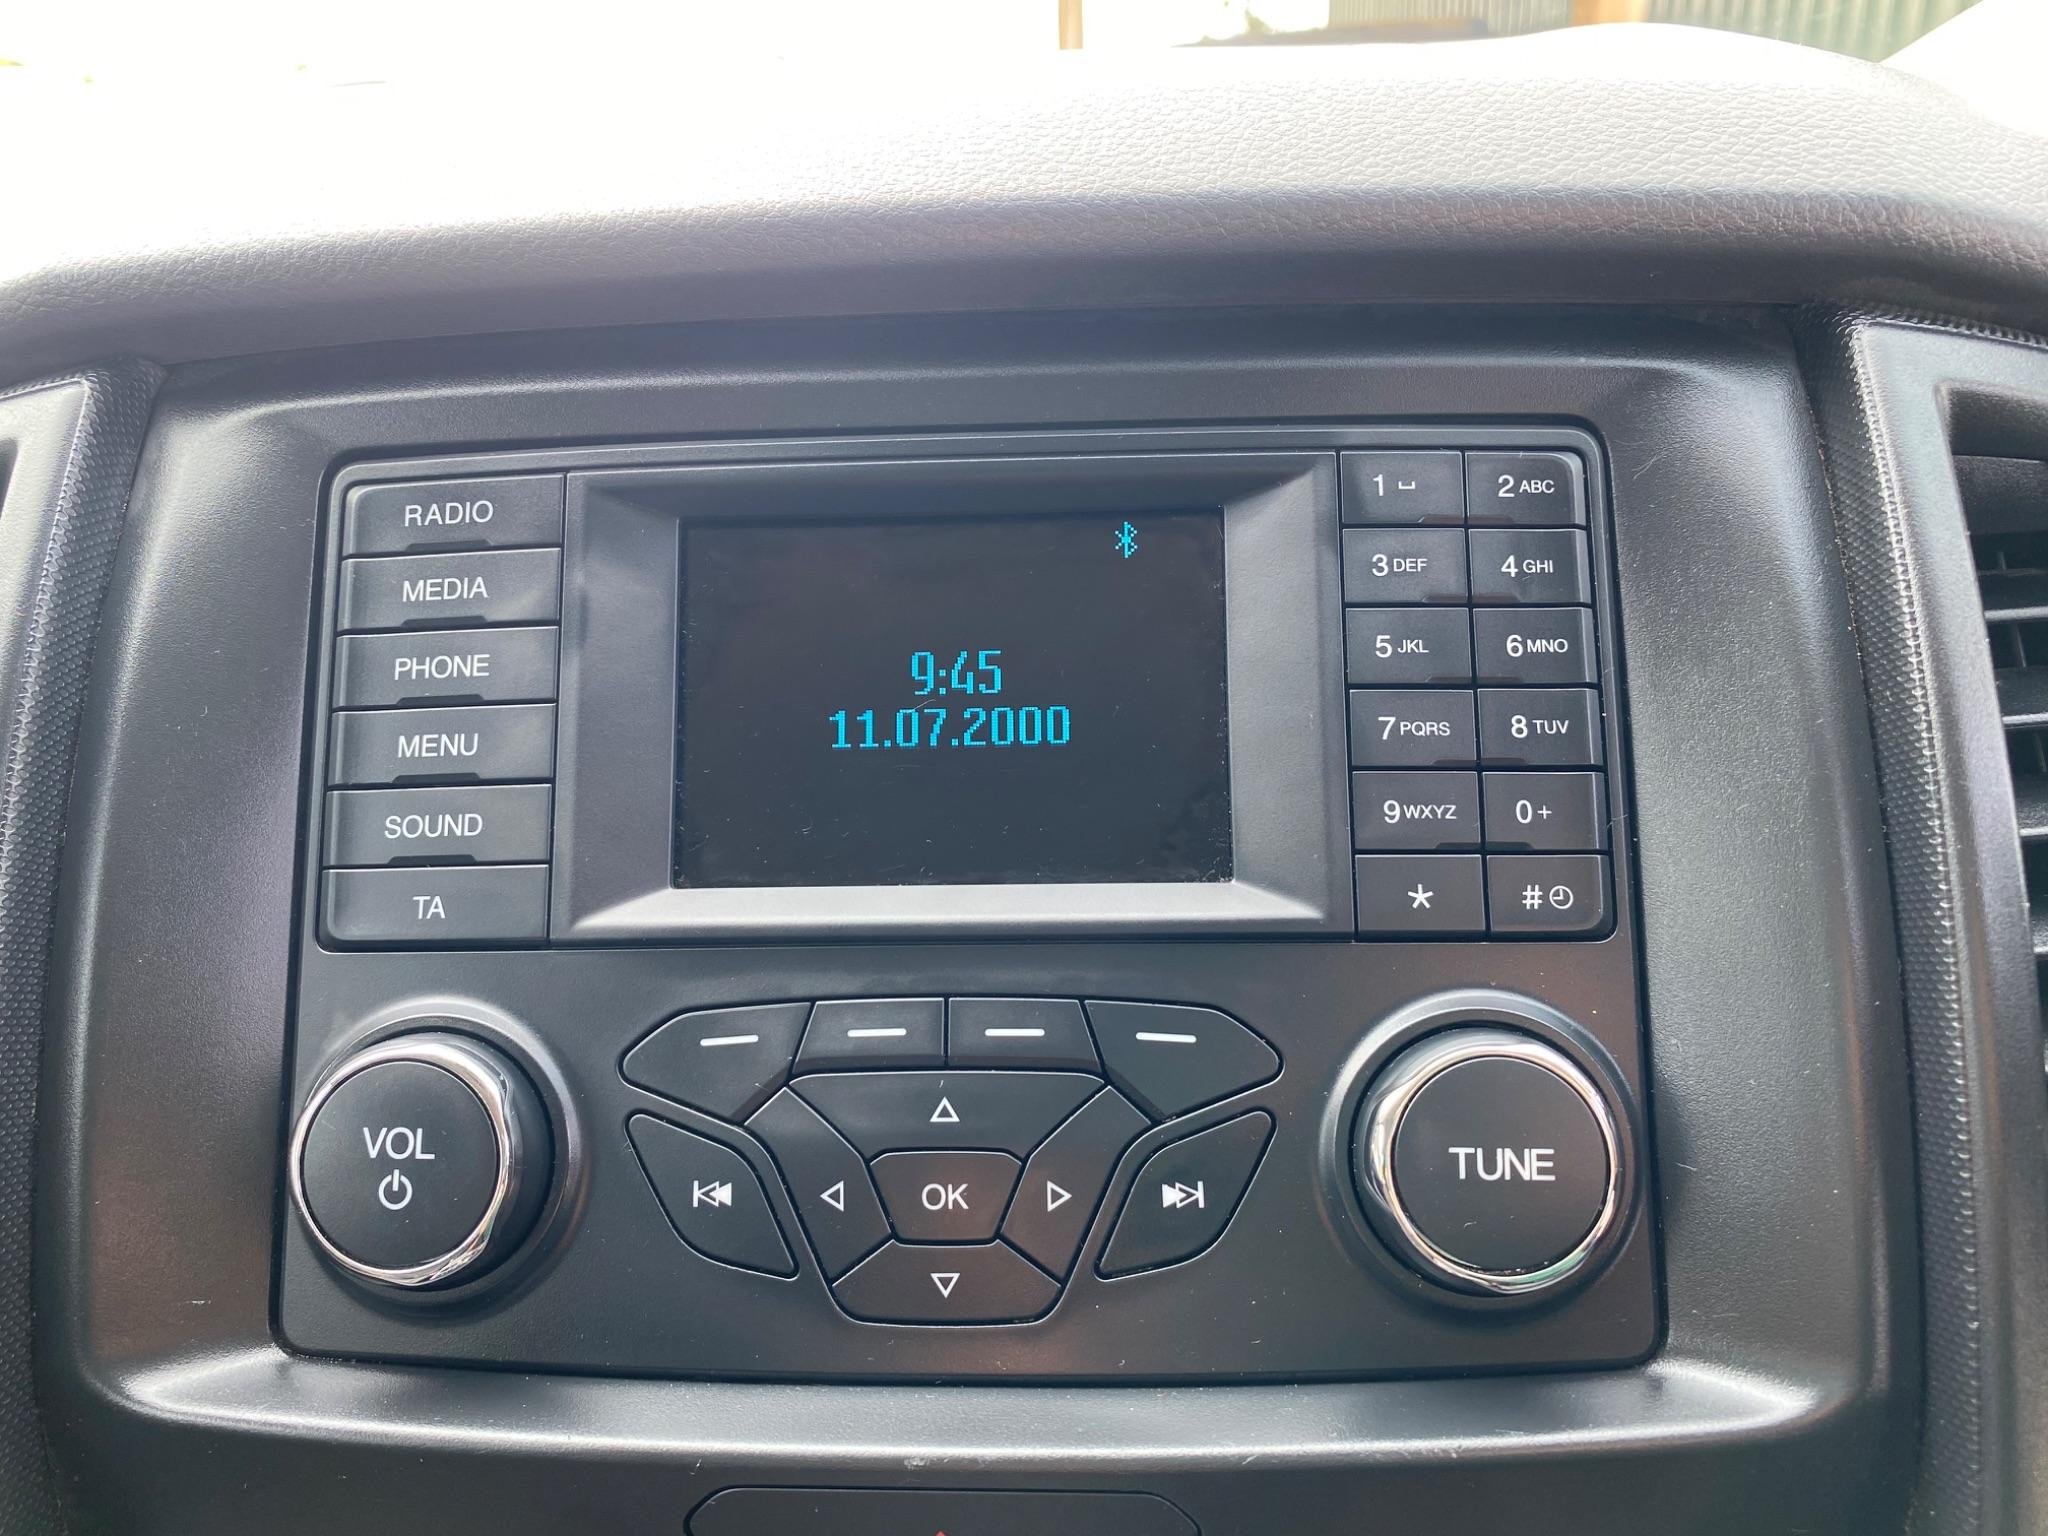 RADIO
MEDIA
PHONE
MENU
SOUND
TA
9:45
11.07.2000
1 2 ABC
3 DEF 4 GHI
5 JKL 6 MNO
7 PQRS 8 TUV
9 WXYZ 0 +
* #
VOL
OK
TUNE